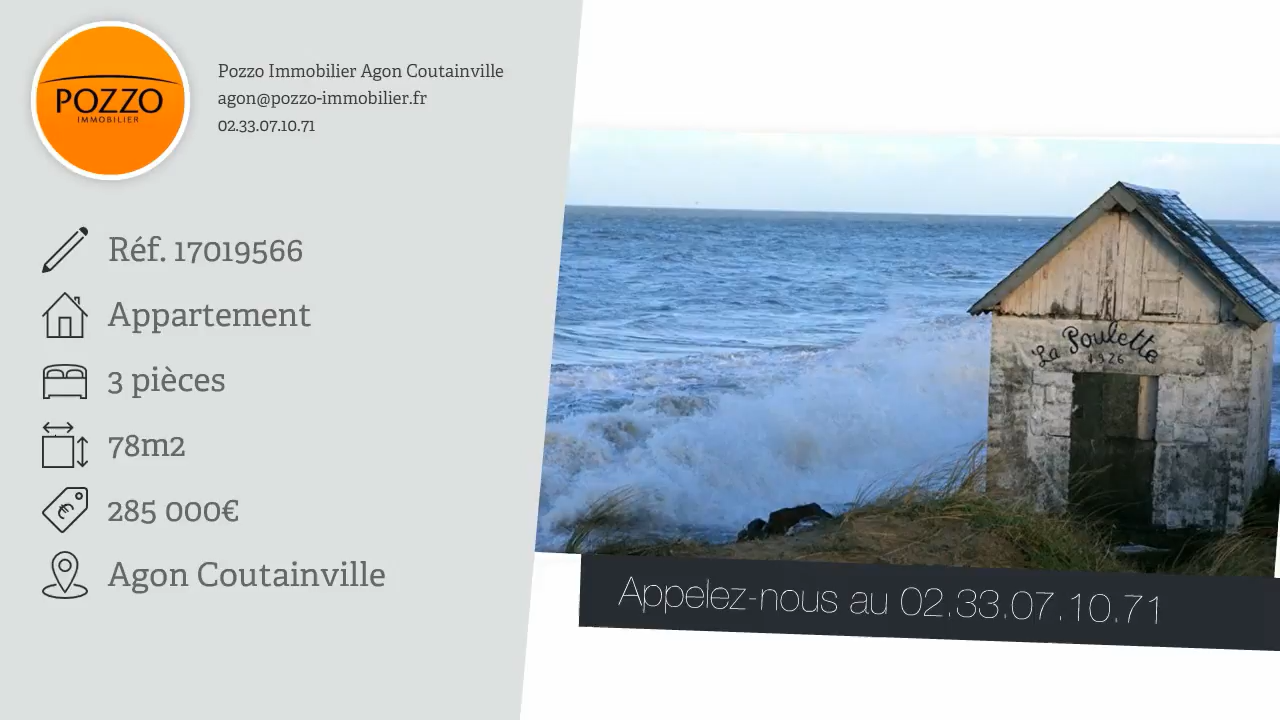 POZZO
IMMOBILIER
Pozzo Immobilier Agon Coutainville
agon@pozzo-immobilier.fr
02.33.07.10.71
Réf. 17019566
Appartement
3 pièces
78m2
285 000€
Agon Coutainville
La Poulette
1926
Appelez-nous au 02.33.07.10.71